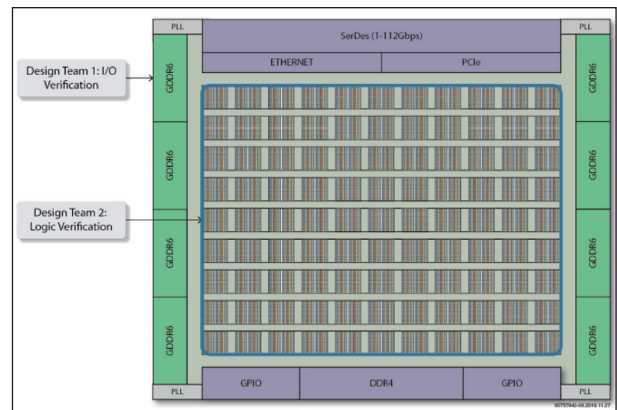 PLL
SerDes (1-112Gbps)
PLL
ETHERNET
PCIe
Design Team 1: I/O
Verification
GDDR6
GDDR6
GDDR6
GDDR6
Design Team 2:
Logic Verification
GDDR6
GDDR6
GDDR6
GDDR6
GPIO
DDR4
GPIO
PLL
PLL